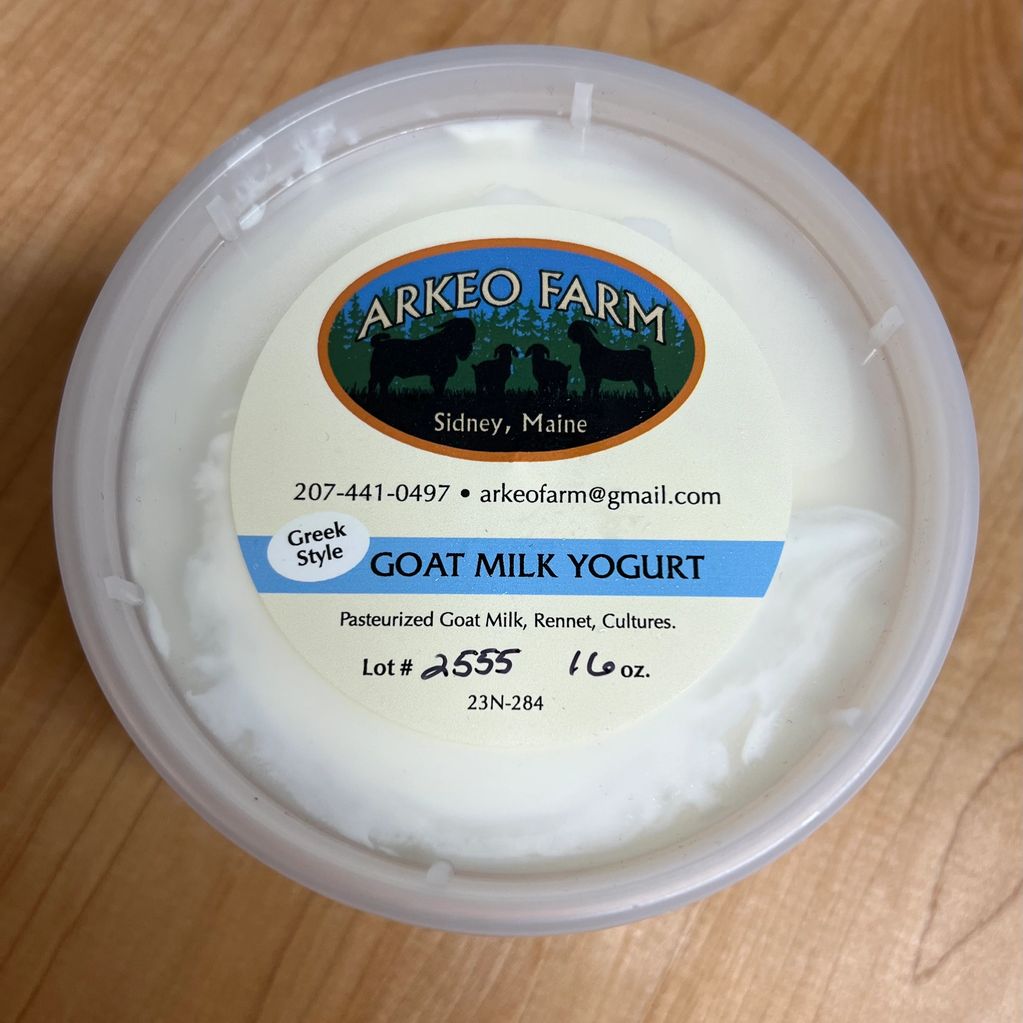 ARKEO FARM
Sidney, Maine
207-441-0497 • arkeofarm@gmail.com
Greek
Style
GOAT MILK YOGURT
Pasteurized Goat Milk, Rennet, Cultures.
Lot # 2555 16 oz.
23N-284